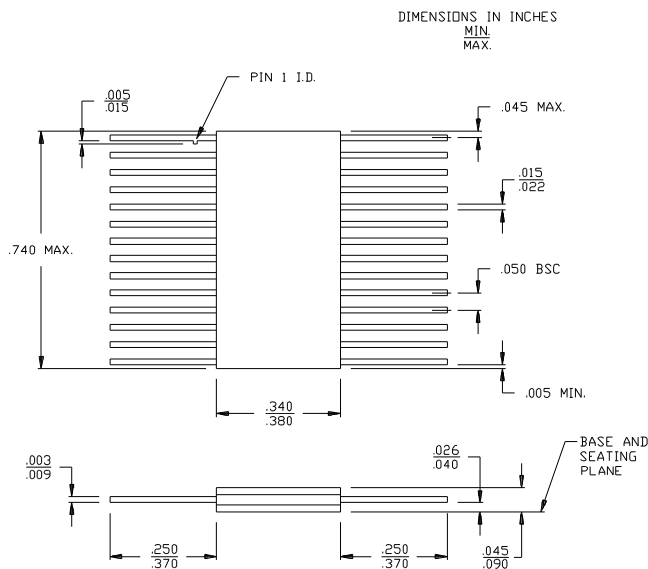 DIMENSIONS IN INCHES
MIN.
MAX.
PIN 1 I.D.
.005
.015
.045 MAX.
.015
.022
.740 MAX.
.050 BSC
.005 MIN.
.340
.380
BASE AND
SEATING
PLANE
.003
.009
.026
.040
.250
.370
.250
.370
.045
.090